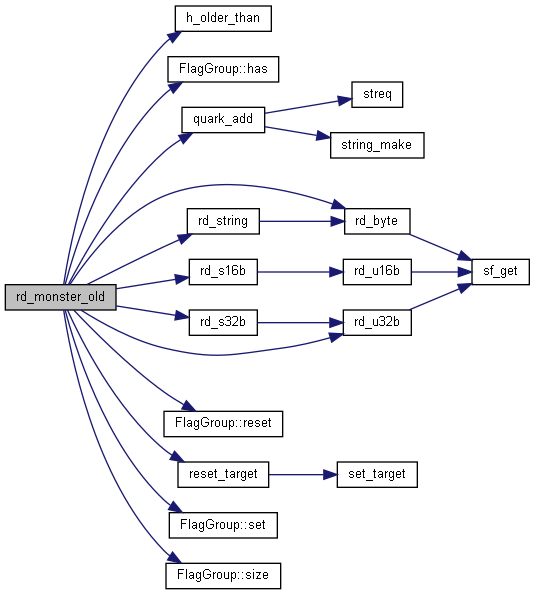 h_older_than
FlagGroup::has
streq
quark_add
string_make
rd_string
rd_byte
rd_s16b
rd_u16b
sf_get
rd_monster_old
rd_s32b
rd_u32b
FlagGroup::reset
reset_target
set_target
FlagGroup::set
FlagGroup::size